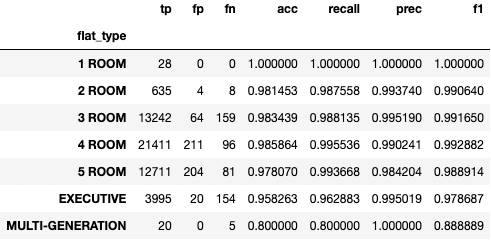 tp fp fn acc recall prec f1
flat_type
1 ROOM 28 0 0 1.000000 1.000000 1.000000 1.000000
2 ROOM 635 4 8 0.981453 0.987558 0.993740 0.990640
3 ROOM 13242 64 159 0.983439 0.988135 0.995190 0.991650
4 ROOM 21411 211 96 0.985864 0.995536 0.990241 0.992882
5 ROOM 12711 204 81 0.978070 0.993668 0.984204 0.988914
EXECUTIVE 3995 20 154 0.958263 0.962883 0.995019 0.978687
MULTI-GENERATION 20 0 5 0.800000 0.800000 1.000000 0.888889